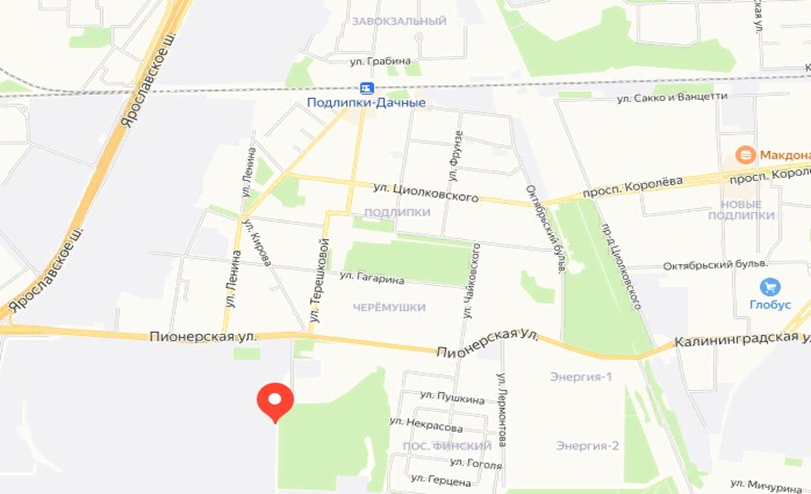 ЗАВОКЗАЛЬНЫЙ
ул. Грабина
Ярославское ш.
Подлипки-Дачные
ул. Сакко и Ванцетти
Макдона
просп. Короле
просп. Королёва
НОВЫЕ
ПОДЛИПКИ
ул. Фрунзе
ул. Ленина
ул. Циолковского
Октябрьский бульв.
ПОДЛИПКИ
ул. Кирова
пр-д Циолковского
Ярославское ш.
ул. Ленина
ул. Терешковой
ул. Гагарина
ул. Чайковского
Октябрьский бульв.
Глобус
ЧЕРЁМУШКИ
Пионерская ул.
Пионерская ул.
Калининградская у
Энергия-1
ул. Пушкина
ул. Лермонтова
ул. Некрасова
ПОС. ФИНСКИЙ
Энергия-2
ул. Гоголя
ул. Герцена
ул. Мичурина